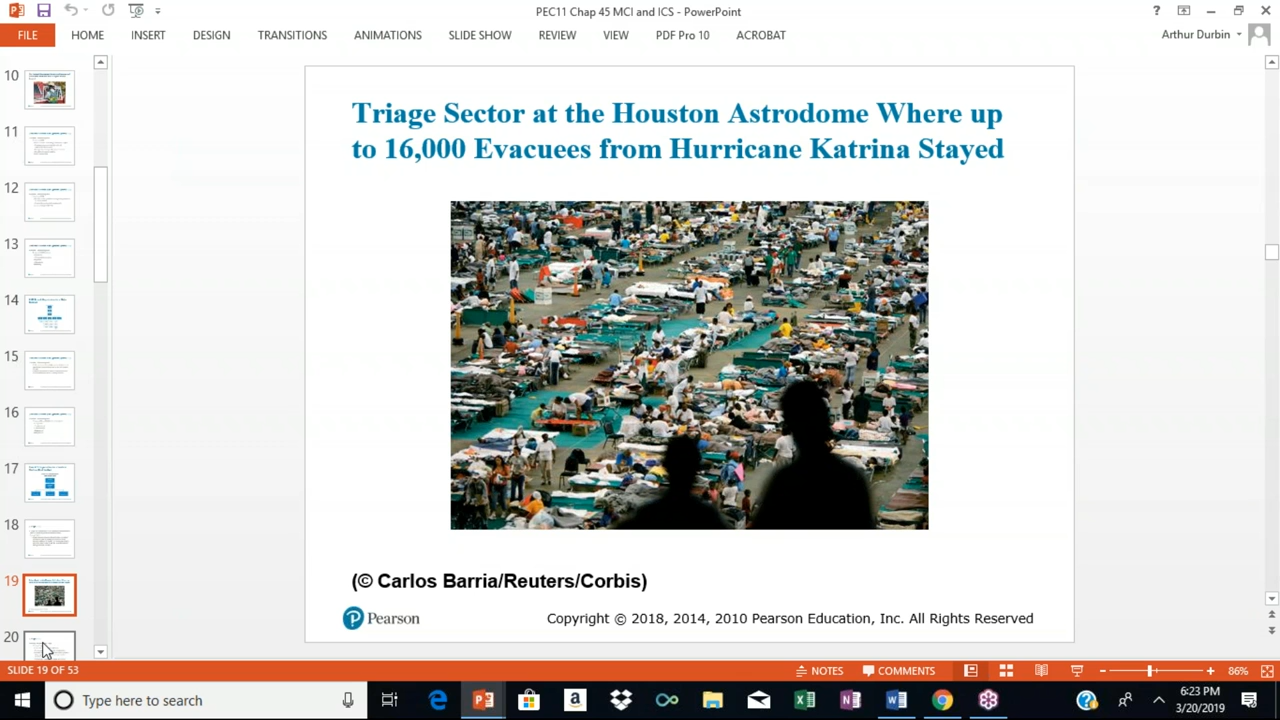 PEC11 Chap 45 MCI and ICS - PowerPoint
FILE HOME INSERT DESIGN TRANSITIONS ANIMATIONS SLIDE SHOW REVIEW VIEW PDF Pro 10 ACROBAT Arthur Durbin
10
11
12
13
14
15
16
17
18
19
20
Triage Sector at the Houston Astrodome Where up
to 16,000 Evacuees from Hurricane Katrina Stayed
(© Carlos Barria/Reuters/Corbis)
Pearson
Copyright © 2018, 2014, 2010 Pearson Education, Inc. All Rights Reserved
SLIDE 19 OF 53 NOTES COMMENTS 86%
Type here to search
6:23 PM
3/20/2019